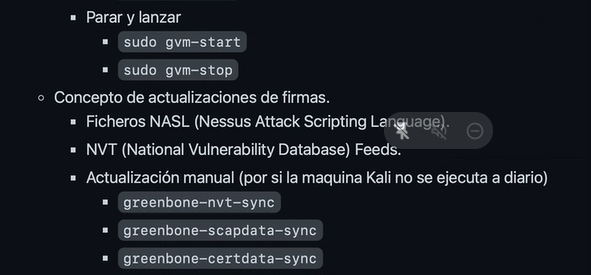 Parar y lanzar
sudo gvm-start
sudo gvm-stop
Concepto de actualizaciones de firmas.
Ficheros NASL (Nessus Attack Scripting Language).
NVT (National Vulnerability Database) Feeds.
Actualización manual (por si la maquina Kali no se ejecuta a diario)
greenbone-nvt-sync
greenbone-scapdata-sync
greenbone-certdata-sync